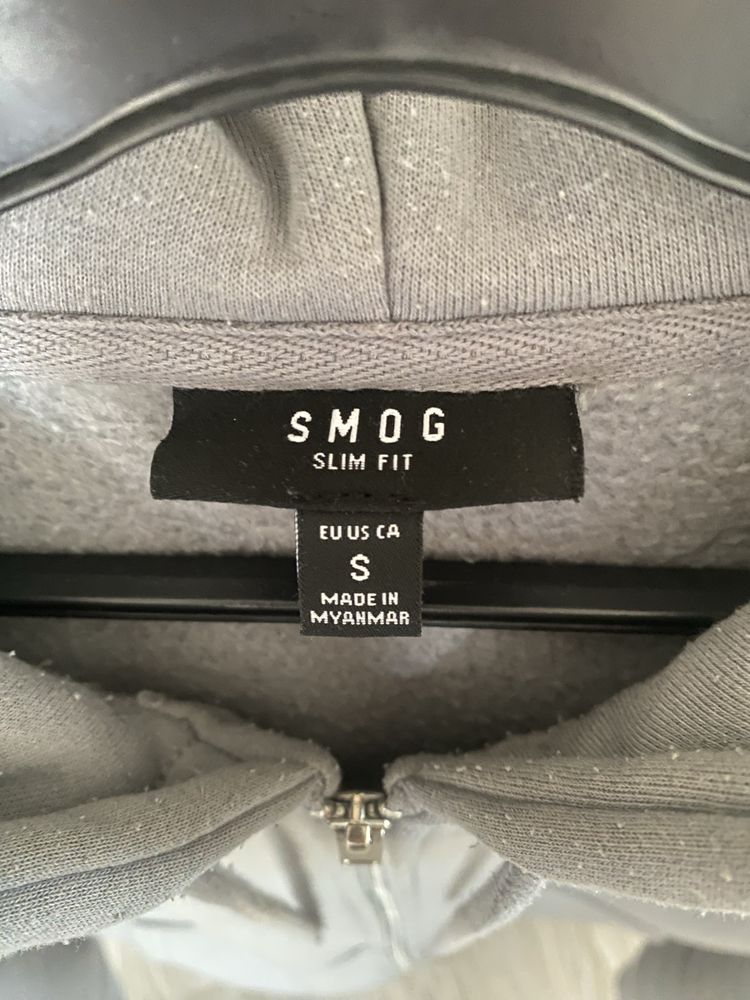 SMOG
SLIM FIT
EU US CA
S
MADE IN
MYANMAR